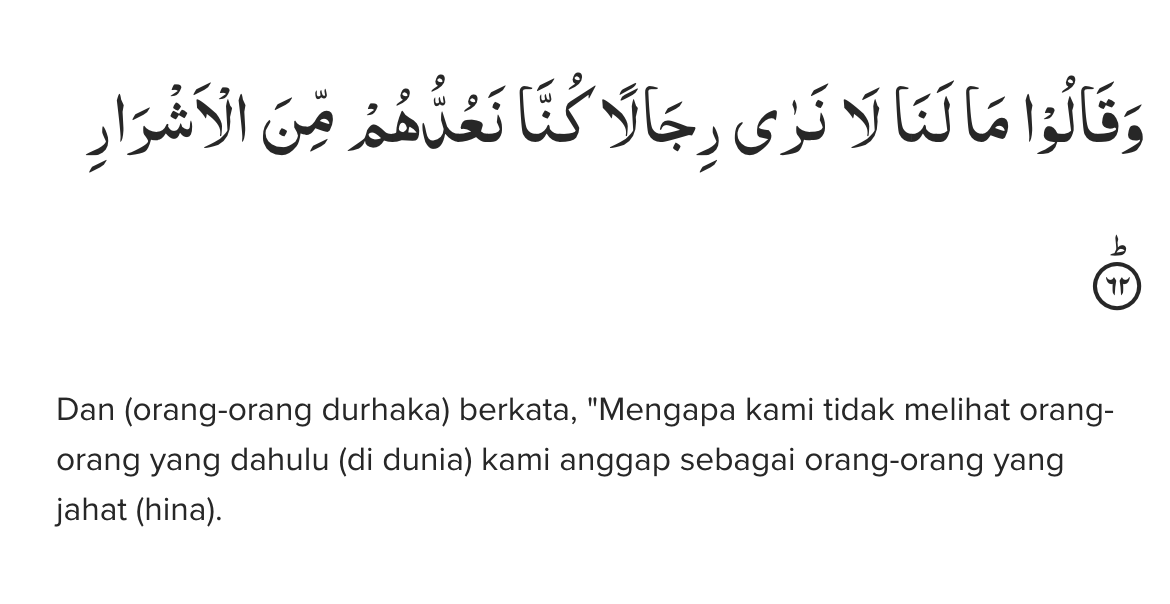 وَقَالُوْا مَا لَنَا لَا نَرٰى رِجَالًا كُنَّا نَعُدُّهُمْ مِّنَ الْاَشْرَارِ
ۗ ٦٢
Dan (orang-orang durhaka) berkata, "Mengapa kami tidak melihat orang-
orang yang dahulu (di dunia) kami anggap sebagai orang-orang yang
jahat (hina).